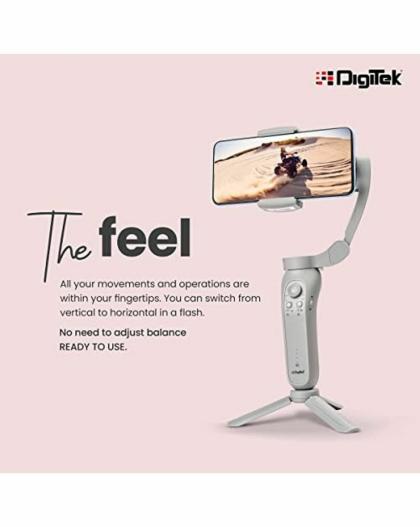 DigiTek
The feel
All your movements and operations are
within your fingertips. You can switch from
vertical to horizontal in a flash.
No need to adjust balance
READY TO USE.
DigiTek